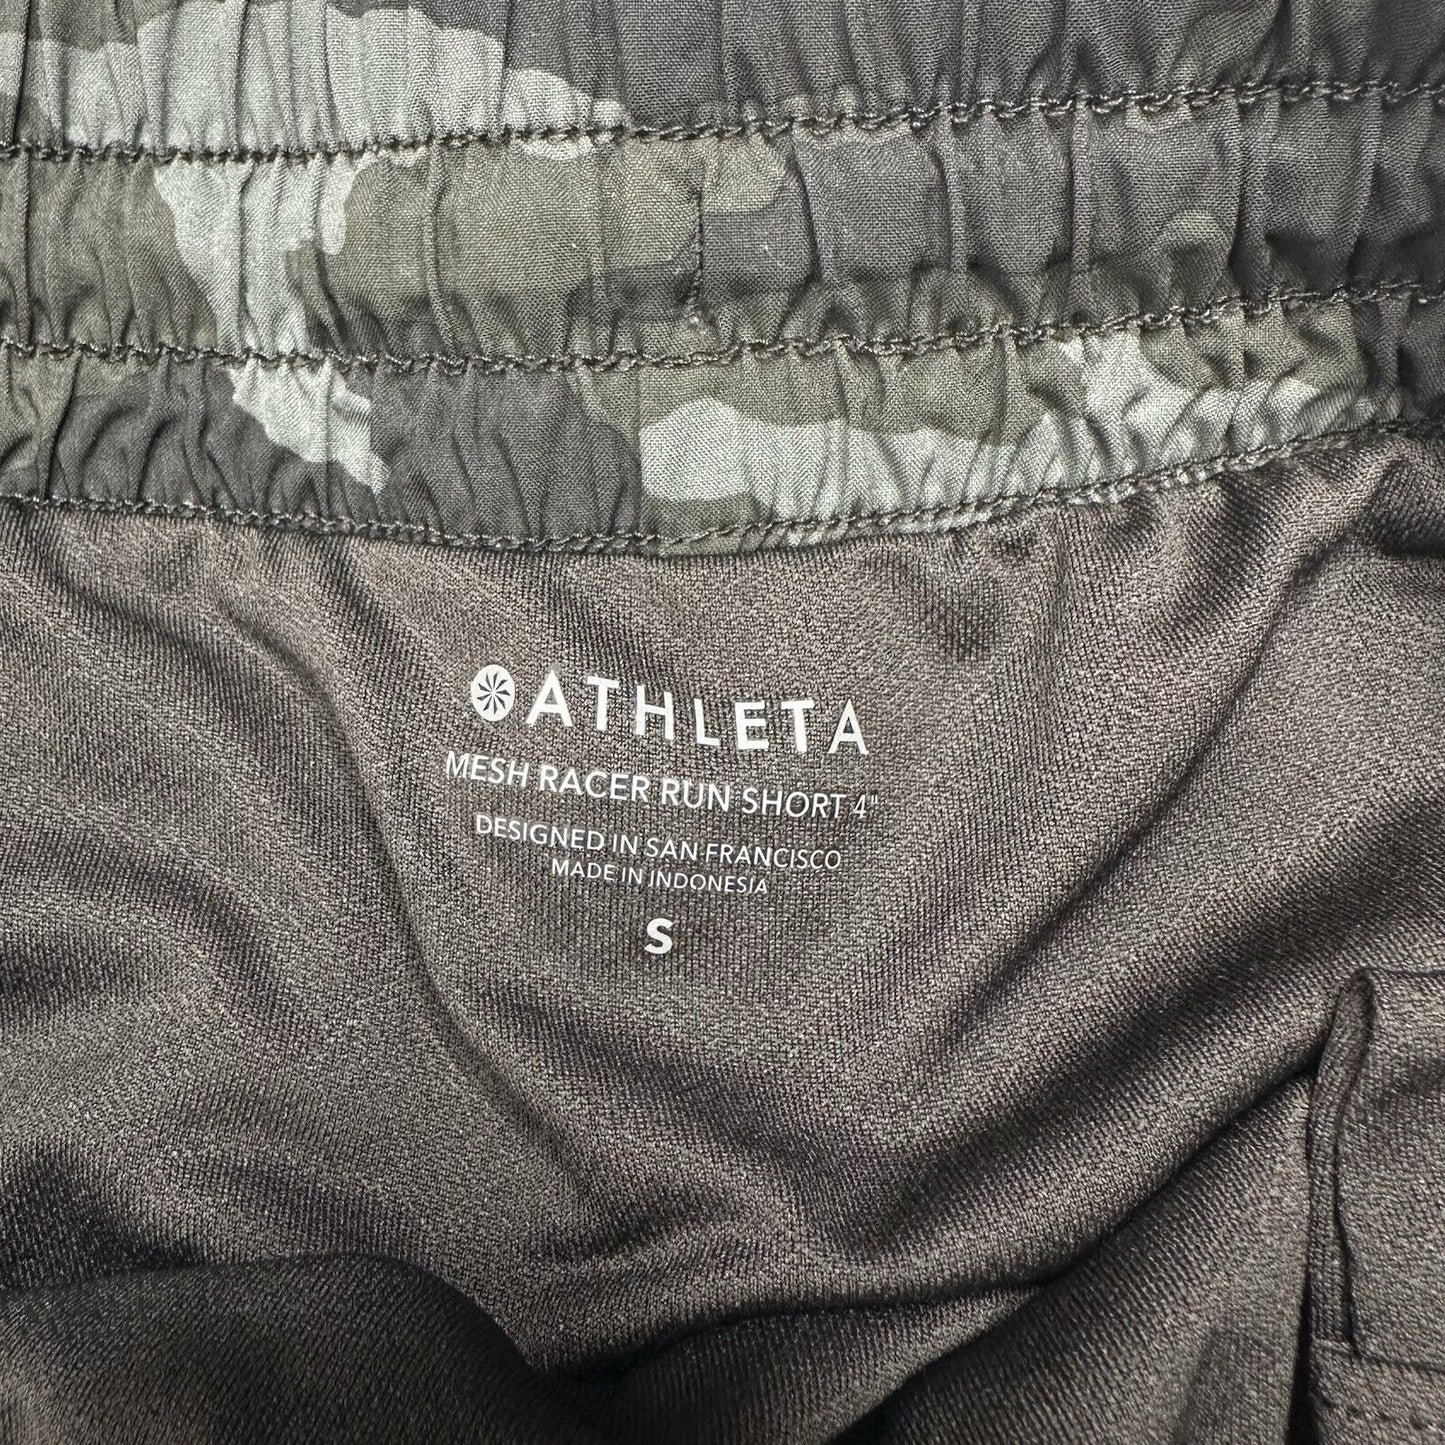 ATHLETA
MESH RACER RUN SHORT 4"
DESIGNED IN SAN FRANCISCO
MADE IN INDONESIA
S